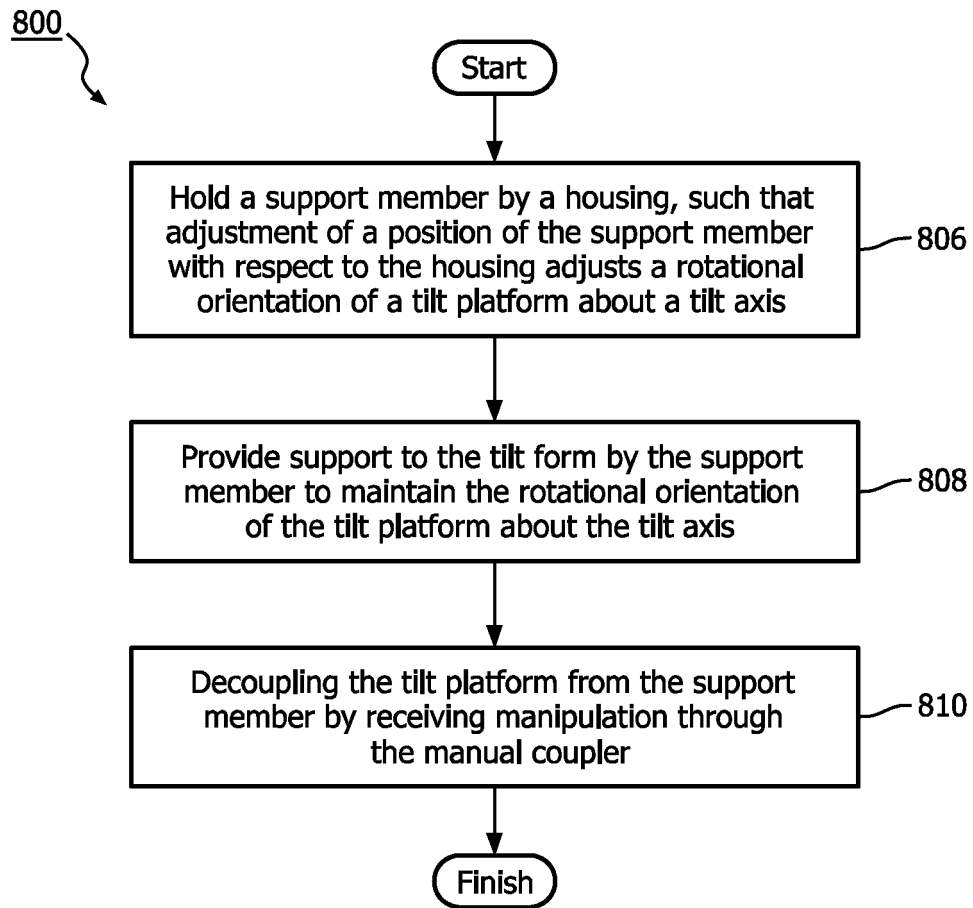 800
Start
Hold a support member by a housing, such that
adjustment of a position of the support member
with respect to the housing adjusts a rotational
orientation of a tilt platform about a tilt axis
806
Provide support to the tilt form by the support
member to maintain the rotational orientation
of the tilt platform about the tilt axis
808
Decoupling the tilt platform from the support
member by receiving manipulation through
the manual coupler
810
Finish